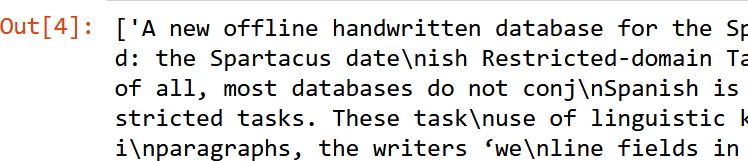 Out[4]: ['A new offline handwritten database for the Sp
d: the Spartacus date\nish Restricted-domain Ta
of all, most databases do not conj\nSpanish is
stricted tasks. These task\nuse of linguistic k
i\nparagraphs, the writers ‘we\nline fields in